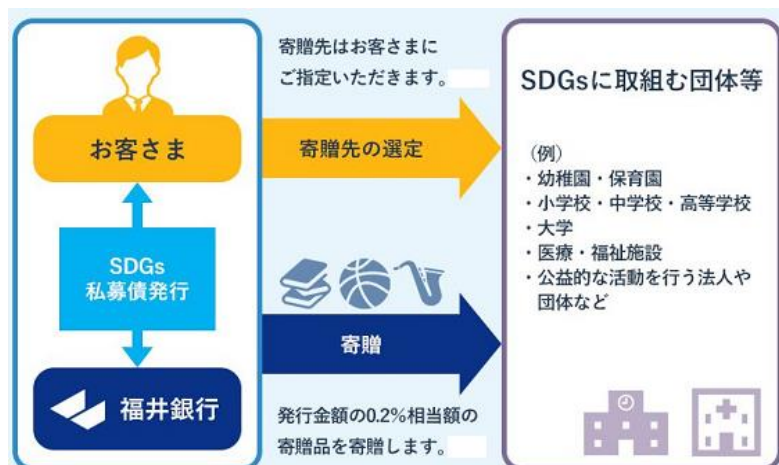 お客さま
SDGs
私募債発行
福井銀行
寄贈先はお客さまに
ご指定いただきます。
寄贈先の選定
寄贈
発行金額の0.2%相当額の
寄贈品を寄贈します。
SDGsに取組む団体等
（例）
・幼稚園・保育園
・小学校・中学校・高等学校
・大学
・医療・福祉施設
・公益的な活動を行う法人や
団体など